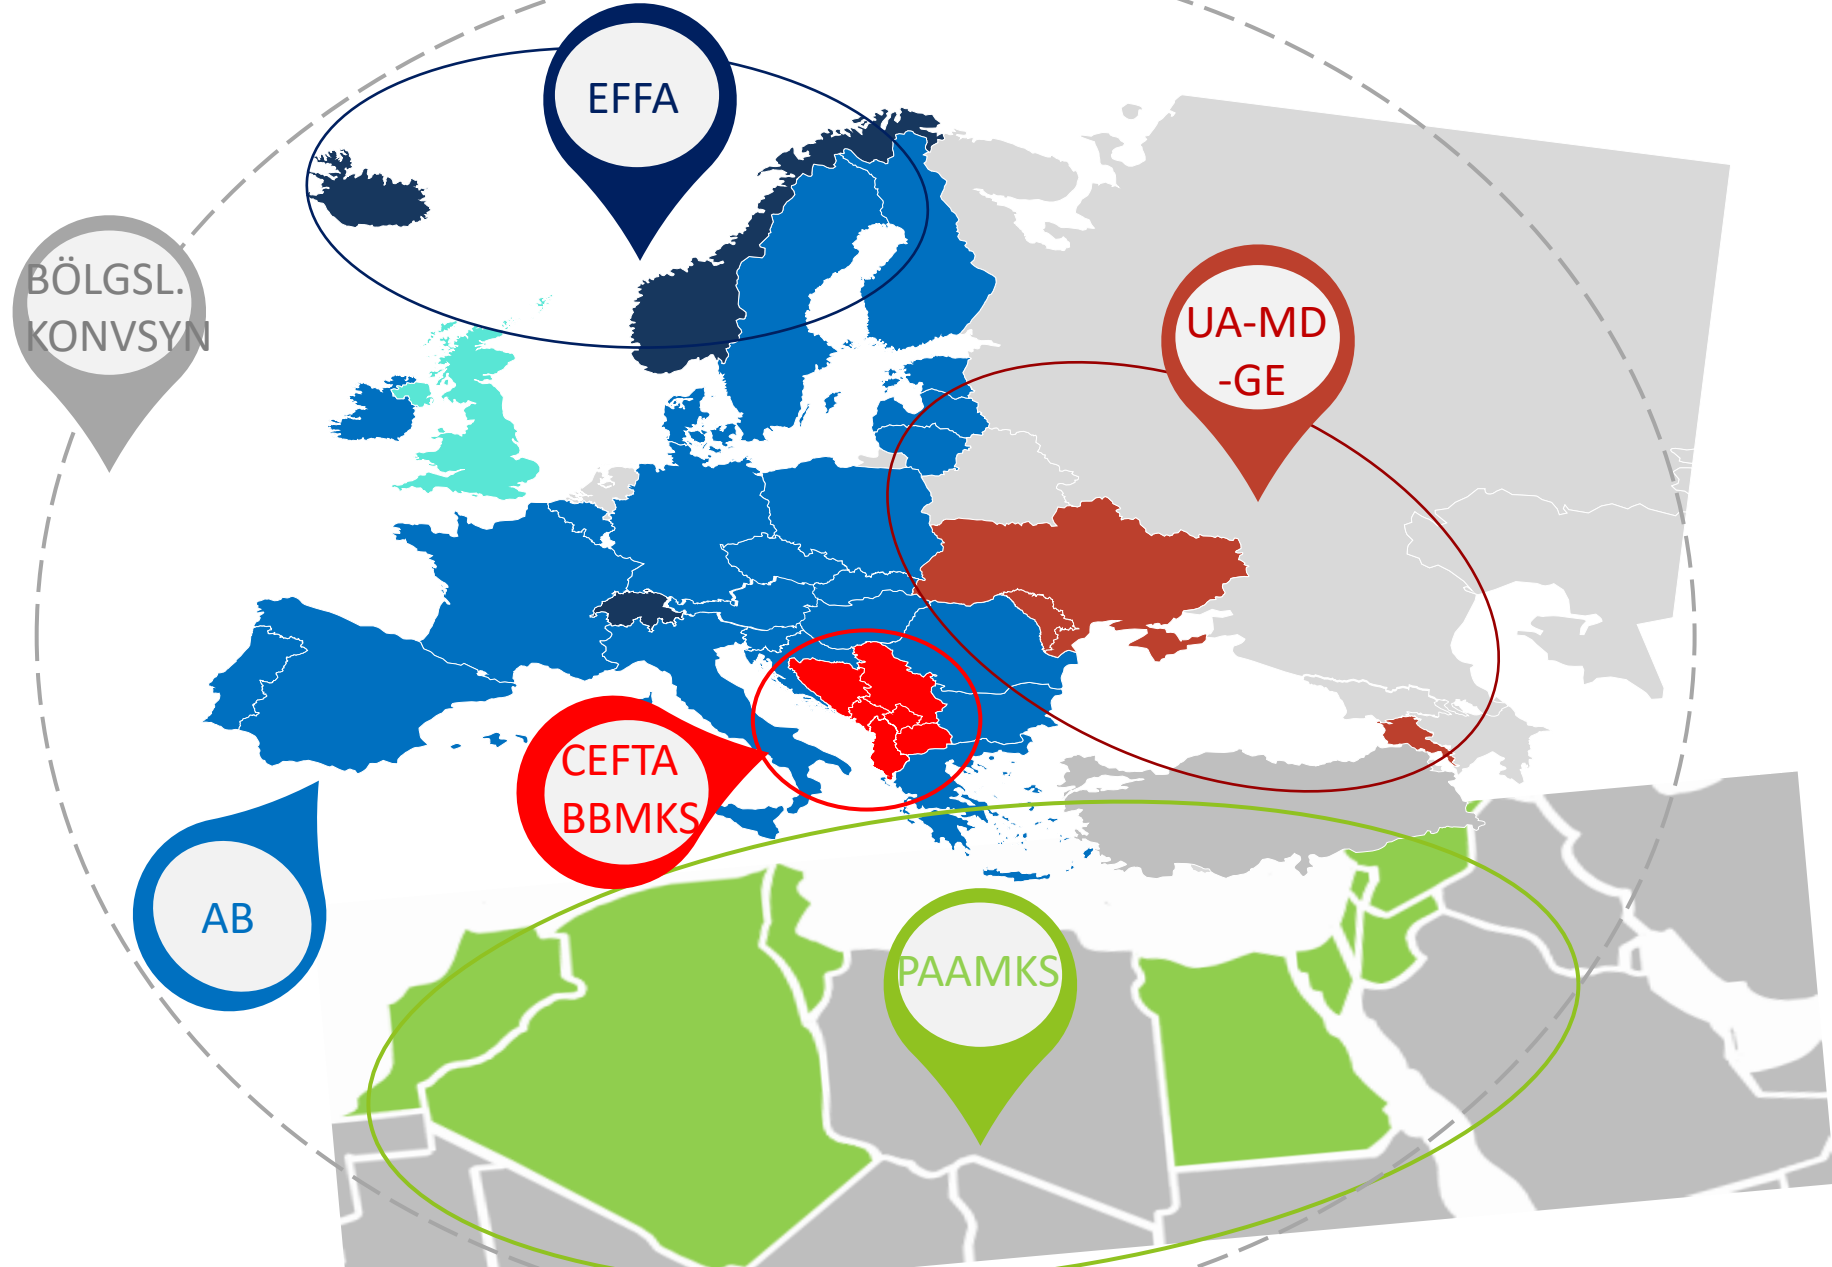 EFFA
BÖLGSL.
KONVSYN
UA-MD
-GE
CEFTA
BBMKS
AB
PAAMKS